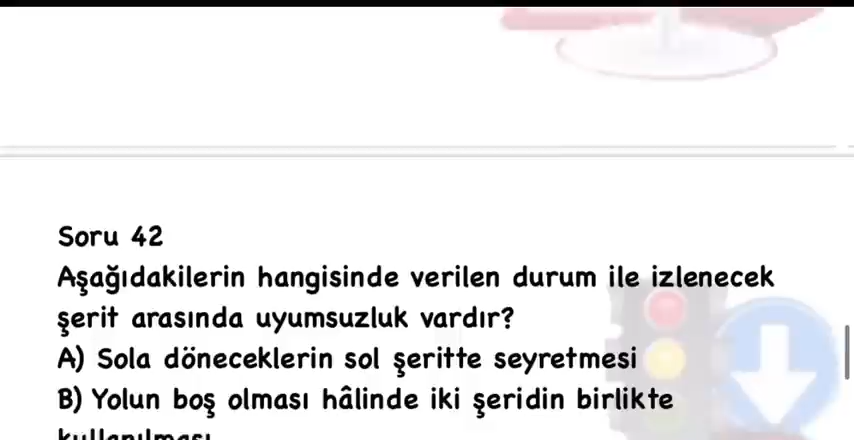 Soru 42
Aşağıdakilerin hangisinde verilen durum ile izlenecek
şerit arasında uyumsuzluk vardır?
A) Sola döneceklerin sol şeritte seyretmesi
B) Yolun boş olması hâlinde iki şeridin birlikte
kullanılması